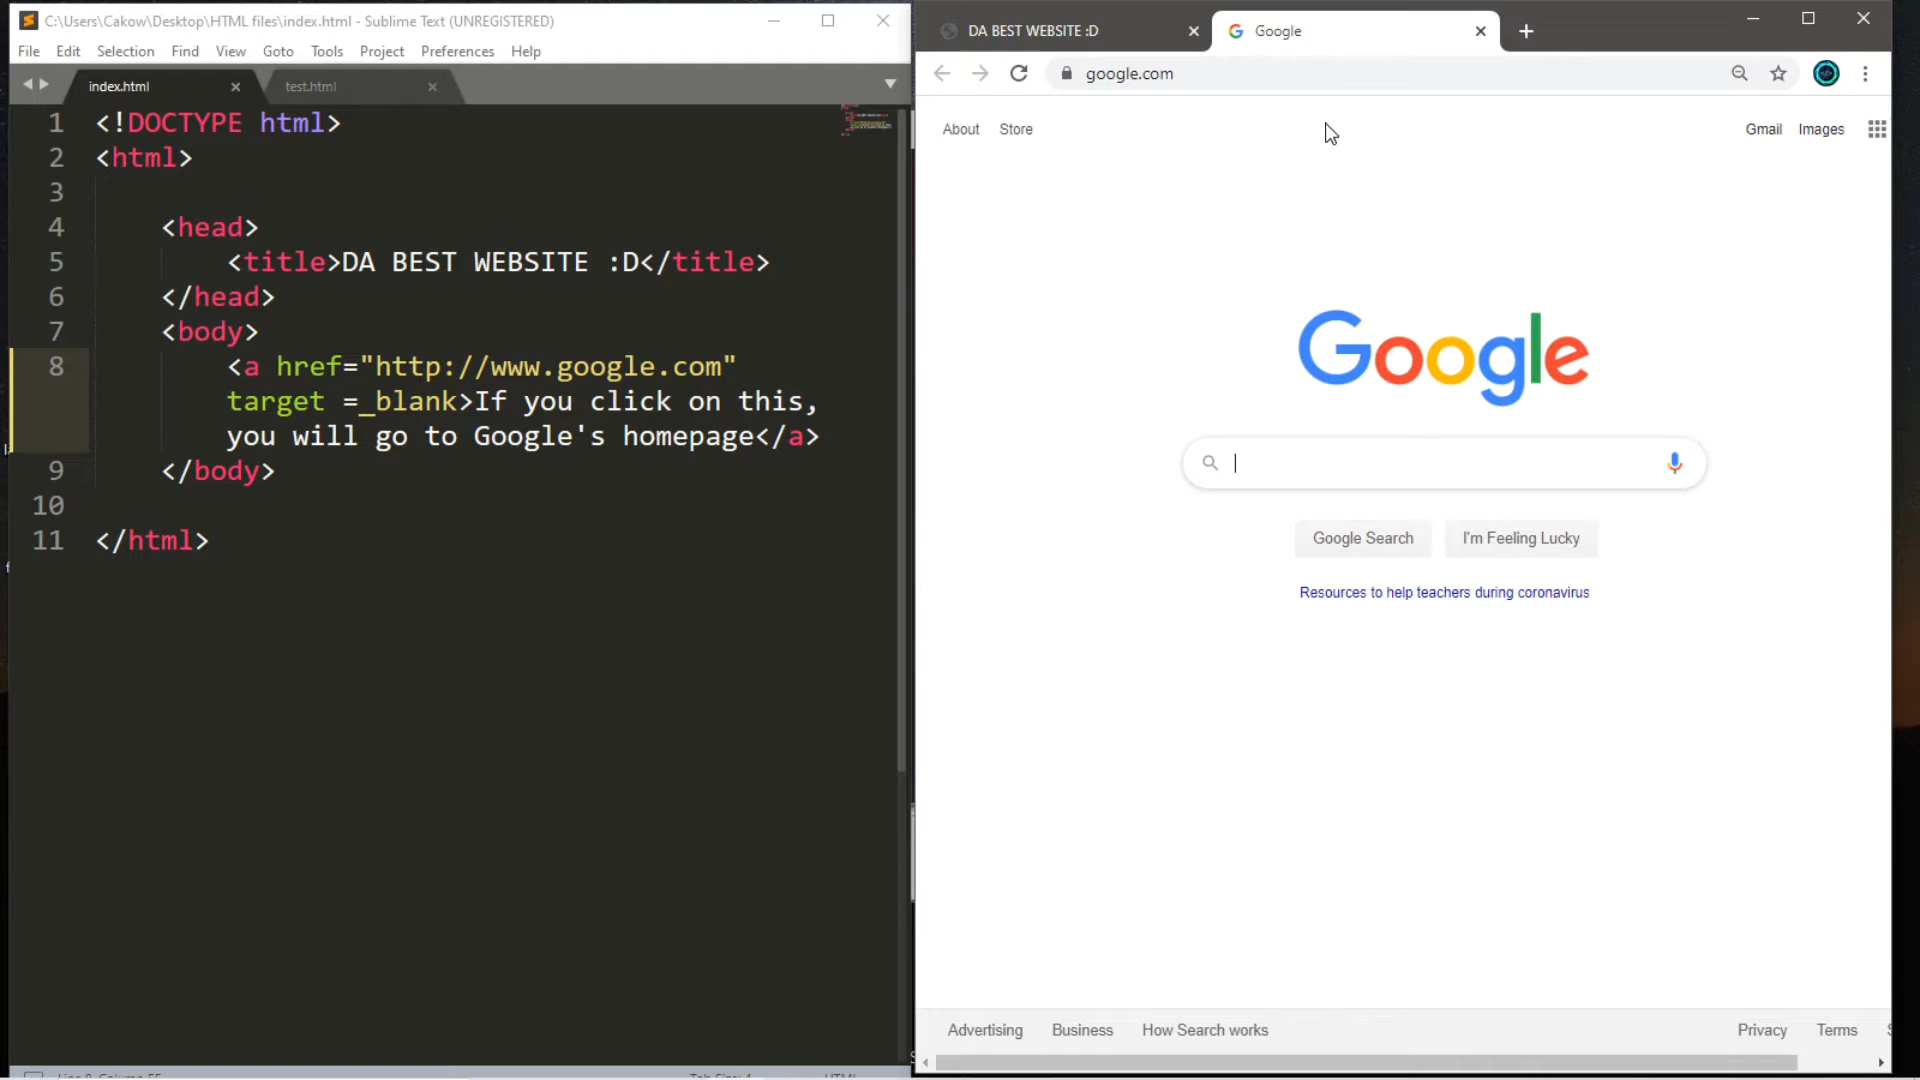 C:\Users\Cakow\Desktop\HTML files\index.html - Sublime Text (UNREGISTERED)
File Edit Selection Find View Goto Tools Project Preferences Help
index.html test.html
1 <!DOCTYPE html>
2 <html>
3
4 <head>
5 <title>DA BEST WEBSITE :D</title>
6 </head>
7 <body>
8 <a href="http://www.google.com"
target =_blank>If you click on this,
you will go to Google's homepage</a>
9 </body>
10
11 </html>
DA BEST WEBSITE :D Google
google.com
About Store Gmail Images
Google
Google Search I'm Feeling Lucky
Resources to help teachers during coronavirus
Advertising Business How Search works Privacy Terms